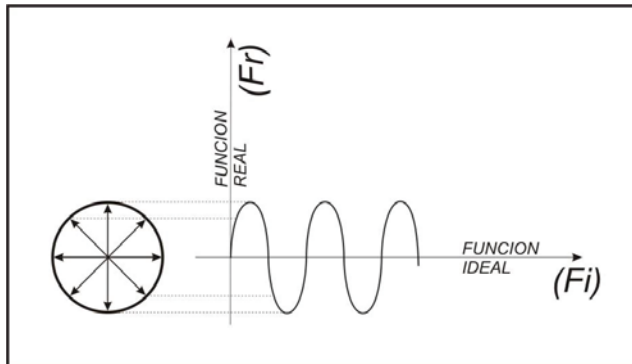 (Fr)
FUNCION
REAL
FUNCION
IDEAL
(Fi)